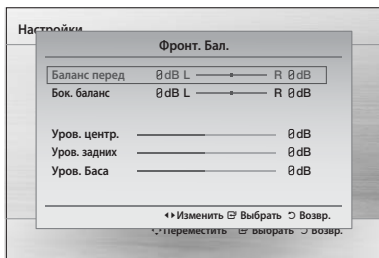 Настройки
Фронт. Бал.
Баланс перед 0dB L R 0dB
Бок. баланс 0dB L R 0dB
Уров. центр. 0dB
Уров. задних 0dB
Уров. Баса 0dB
Изменить Выбрать Возвр.
Переместить Выбрать Возвр.